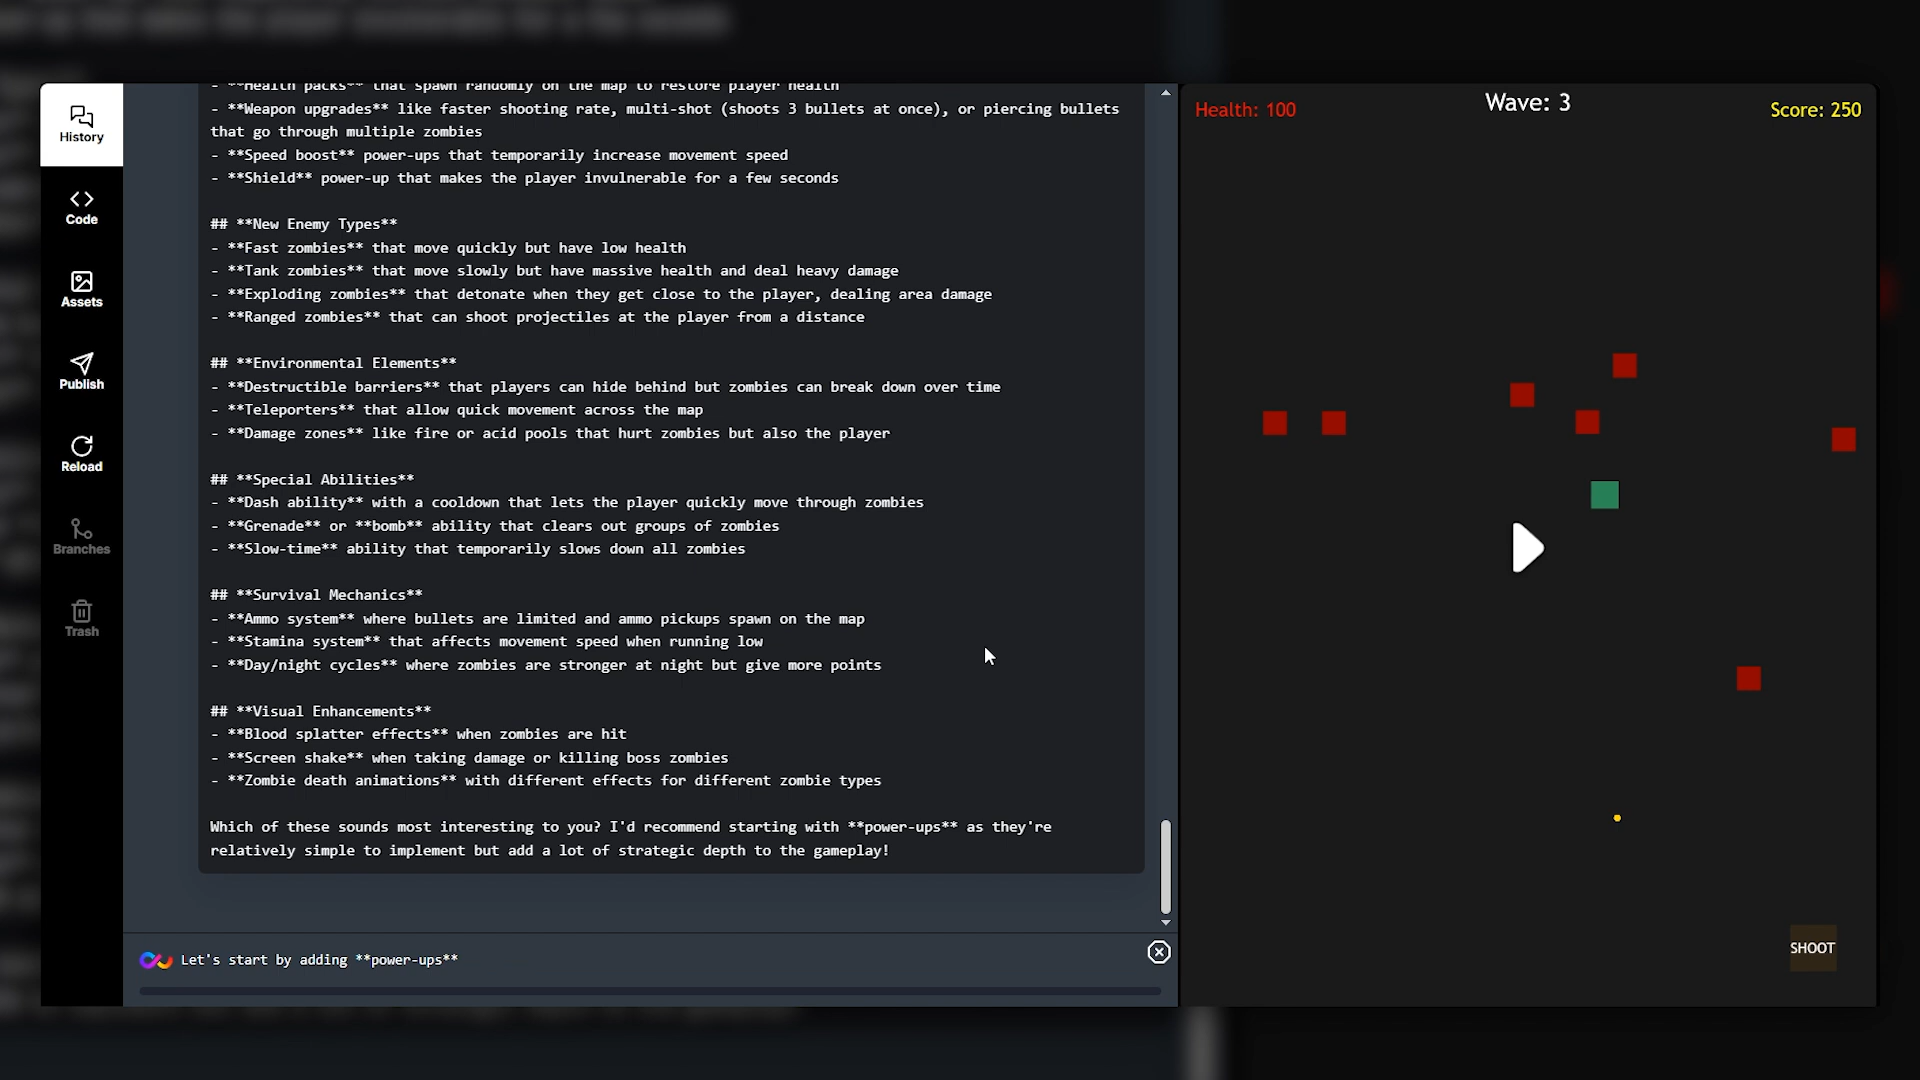 History
Code
Assets
Publish
Reload
Branches
Trash
- **Health packs** that spawn randomly on the map to restore player health
- **Weapon upgrades** like faster shooting rate, multi-shot (shoots 3 bullets at once), or piercing bullets
that go through multiple zombies
- **Speed boost** power-ups that temporarily increase movement speed
- **Shield** power-up that makes the player invulnerable for a few seconds
## **New Enemy Types**
- **Fast zombies** that move quickly but have low health
- **Tank zombies** that move slowly but have massive health and deal heavy damage
- **Exploding zombies** that detonate when they get close to the player, dealing area damage
- **Ranged zombies** that can shoot projectiles at the player from a distance
## **Environmental Elements**
- **Destructible barriers** that players can hide behind but zombies can break down over time
- **Teleporters** that allow quick movement across the map
- **Damage zones** like fire or acid pools that hurt zombies but also the player
## **Special Abilities**
- **Dash ability** with a cooldown that lets the player quickly move through zombies
- **Grenade** or **bomb** ability that clears out groups of zombies
- **Slow-time** ability that temporarily slows down all zombies
## **Survival Mechanics**
- **Ammo system** where bullets are limited and ammo pickups spawn on the map
- **Stamina system** that affects movement speed when running low
- **Day/night cycles** where zombies are stronger at night but give more points
## **Visual Enhancements**
- **Blood splatter effects** when zombies are hit
- **Screen shake** when taking damage or killing boss zombies
- **Zombie death animations** with different effects for different zombie types
Which of these sounds most interesting to you? I'd recommend starting with **power-ups** as they're
relatively simple to implement but add a lot of strategic depth to the gameplay!
Let's start by adding **power-ups**
Health: 100
Wave: 3
Score: 250
SHOOT